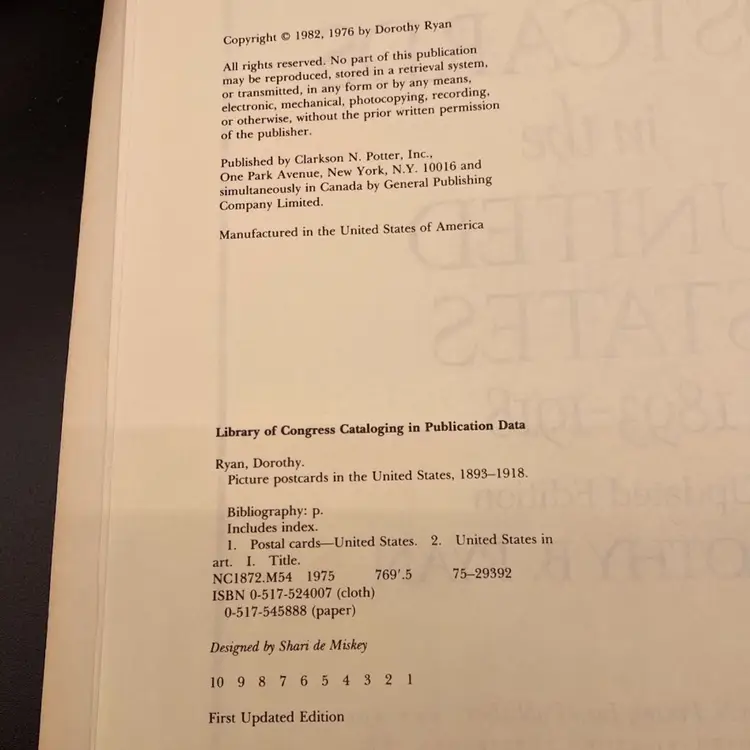 Copyright © 1982, 1976 by Dorothy Ryan
All rights reserved. No part of this publication
may be reproduced, stored in a retrieval system,
or transmitted, in any form or by any means,
electronic, mechanical, photocopying, recording,
or otherwise, without the prior written permission
of the publisher.
Published by Clarkson N. Potter, Inc.,
One Park Avenue, New York, N.Y. 10016 and
simultaneously in Canada by General Publishing
Company Limited.
Manufactured in the United States of America
Library of Congress Cataloging in Publication Data
Ryan, Dorothy.
Picture postcards in the United States, 1893–1918.
Bibliography: p.
Includes index.
1. Postal cards—United States. 2. United States in
art. I. Title.
NC1872.M54 1975 769'.5 75–29392
ISBN 0-517-524007 (cloth)
0-517-545888 (paper)
Designed by Shari de Miskey
10 9 8 7 6 5 4 3 2 1
First Updated Edition